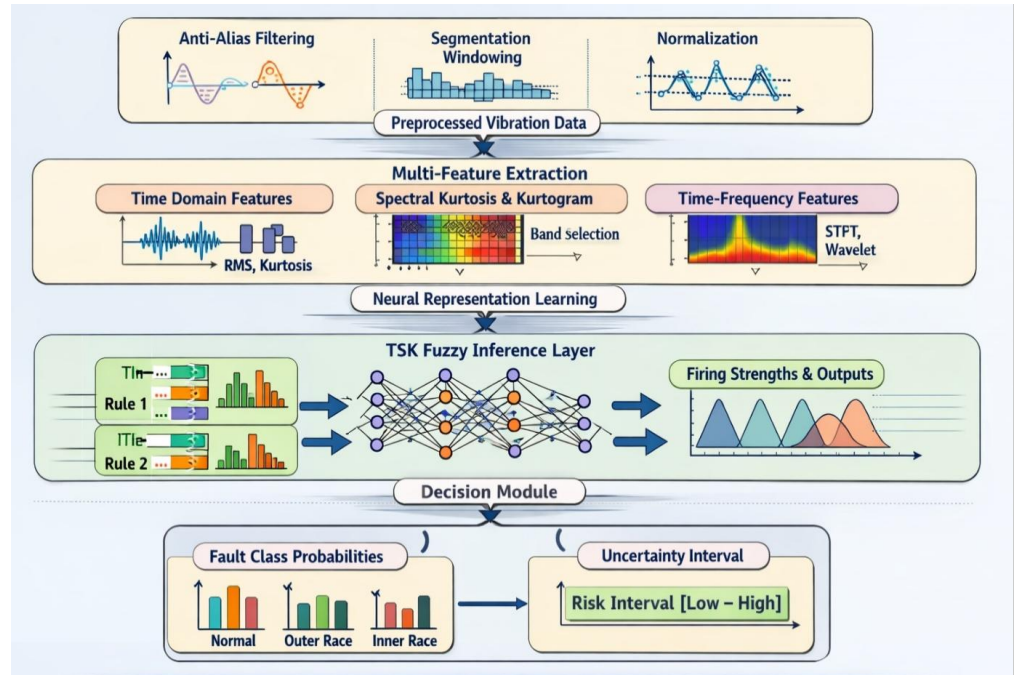 Anti-Alias Filtering
Segmentation
Windowing
Normalization
Preprocessed Vibration Data
Multi-Feature Extraction
Time Domain Features
Spectral Kurtosis & Kurtogram
Time-Frequency Features
RMS, Kurtosis
Band Selection
STFT,
Wavelet
Neural Representation Learning
TSK Fuzzy Inference Layer
Rule 1
Rule 2
Firing Strengths & Outputs
Decision Module
Fault Class Probabilities
Normal
Outer Race
Inner Race
Uncertainty Interval
Risk Interval [Low – High]